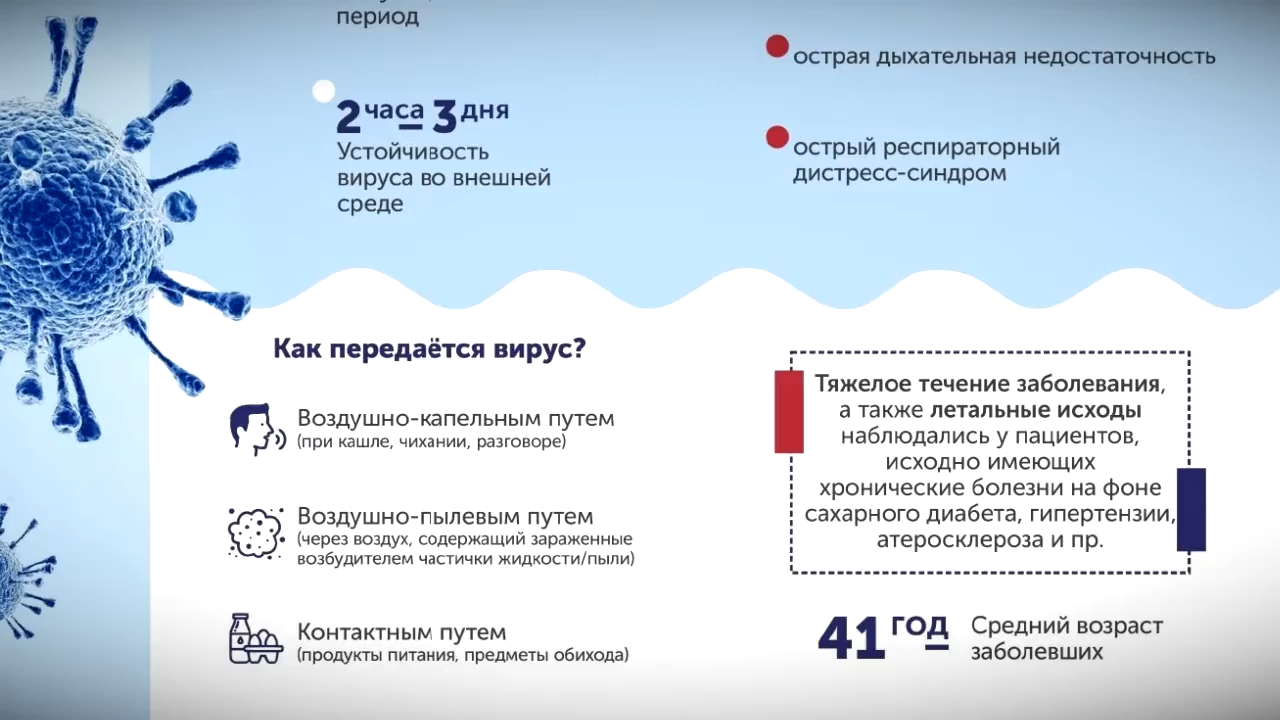 период
2 часа – 3 дня
Устойчивость
вируса во внешней
среде
острая дыхательная недостаточность
острый респираторный
дистресс-синдром
Как передаётся вирус?
Воздушно-капельным путем
(при кашле, чихании, разговоре)
Воздушно-пылевым путем
(через воздух, содержащий зараженные
возбудителем частички жидкости/пыли)
Контактным путем
(продукты питания, предметы обихода)
Тяжелое течение заболевания,
а также летальные исходы
наблюдались у пациентов,
исходно имеющих
хронические болезни на фоне
сахарного диабета, гипертензии,
атеросклероза и пр.
41 год
Средний возраст
заболевших